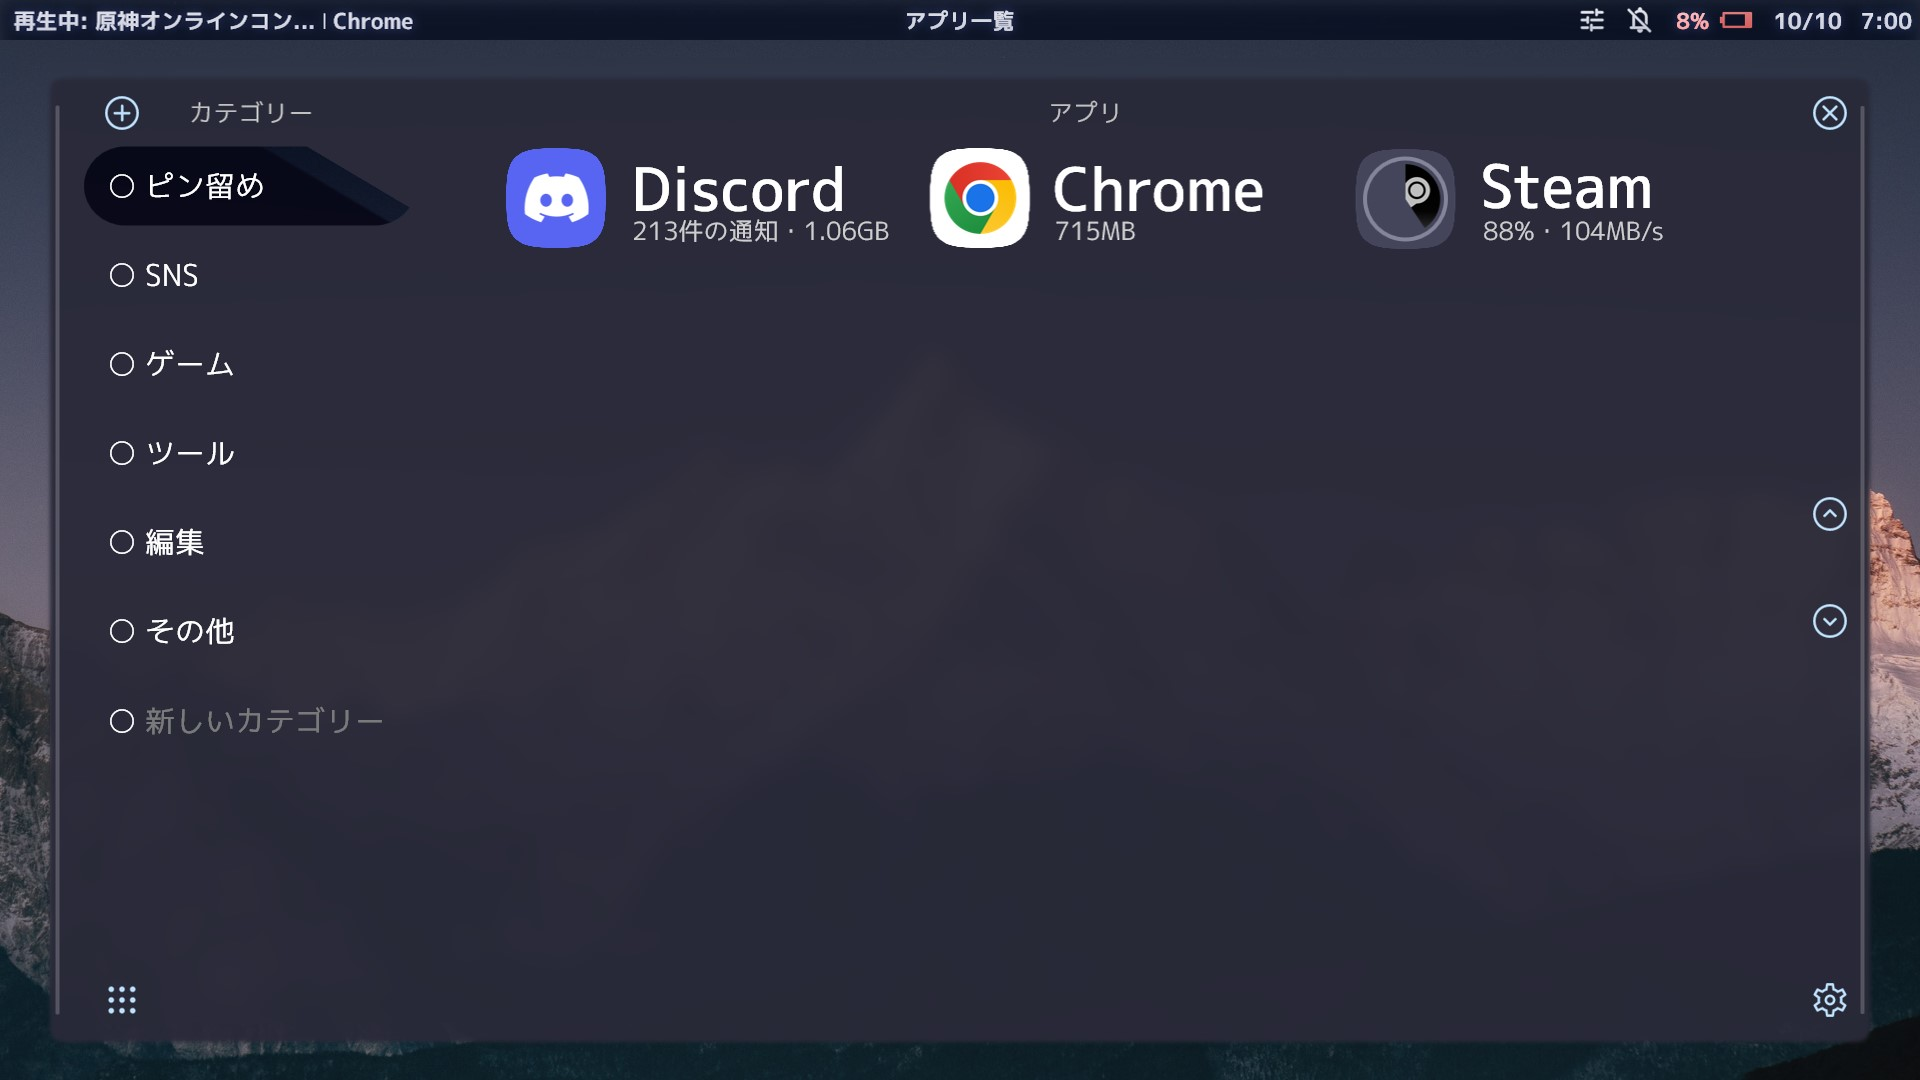 再生中: 原神オンラインコン... | Chrome
アプリ一覧
8% 10/10 7:00
カテゴリー
アプリ
ピン留め
SNS
ゲーム
ツール
編集
その他
新しいカテゴリー
Discord
213件の通知・1.06GB
Chrome
715MB
Steam
88%・104MB/s